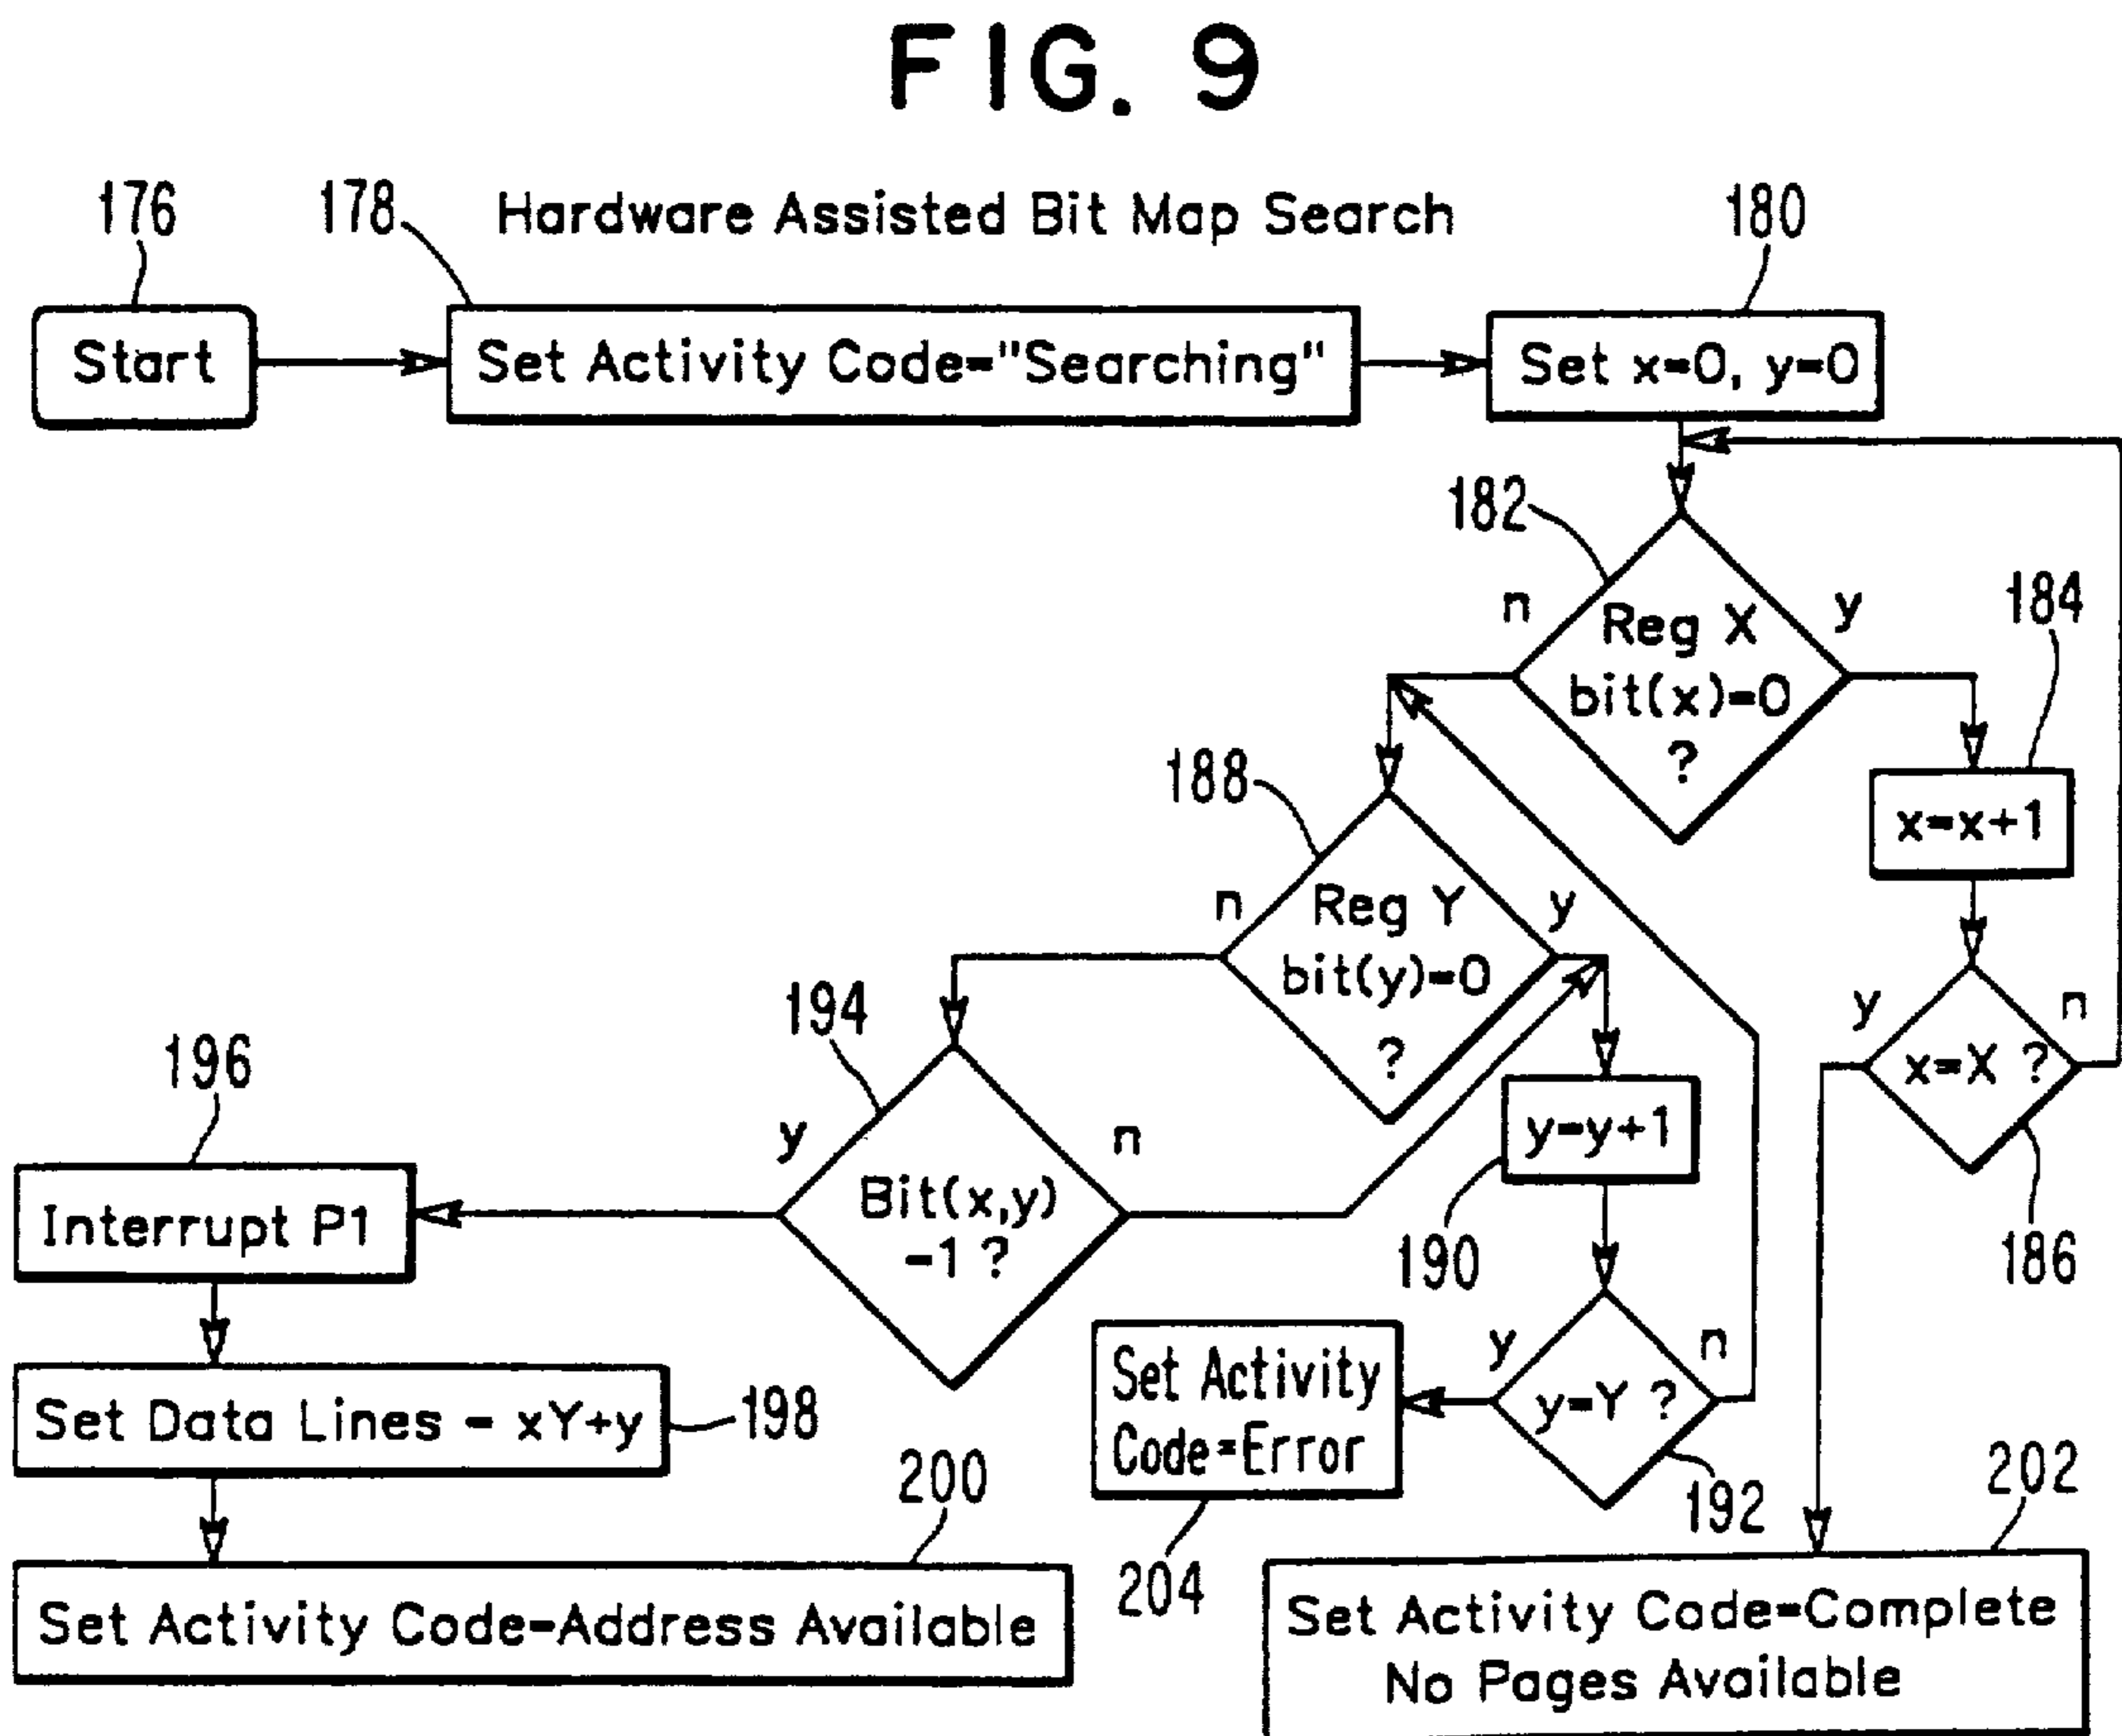 FIG. 9
Hardware Assisted Bit Map Search
176
178
180
Start
Set Activity Code="Searching"
Set x=0, y=0
182
n
y
Reg X
bit(x)=0
?
184
x=x+1
188
n
y
Reg Y
bit(y)=0
?
y
n
x=X ?
186
194
y
n
Bit(x,y)
-1 ?
196
Interrupt P1
190
y=y+1
y
n
y=Y ?
192
Set Activity
Code=Error
204
Set Data Lines - xY+y
198
200
Set Activity Code-Address Available
202
Set Activity Code=Complete
No Pages Available